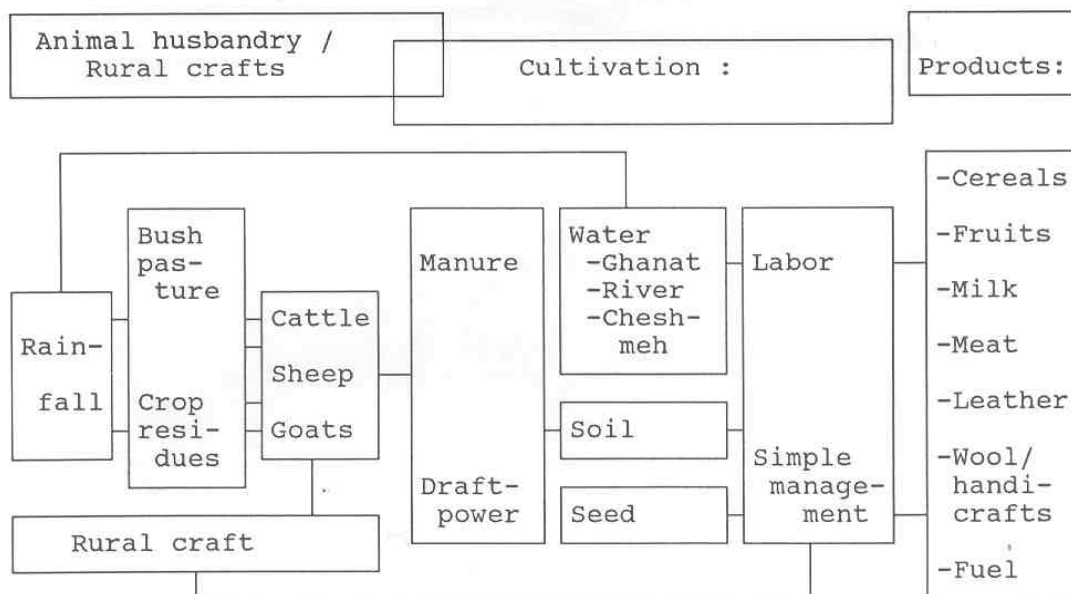 Animal husbandry /
Rural crafts
Cultivation :
Products:
Rain-
fall
Bush
pas-
ture
Crop
resi-
dues
Cattle
Sheep
Goats
Rural craft
Manure
Draft-
power
Water
-Ghanat
-River
-Chesh-
meh
Soil
Seed
Labor
Simple
manage-
ment
-Cereals
-Fruits
-Milk
-Meat
-Leather
-Wool/
handi-
crafts
-Fuel